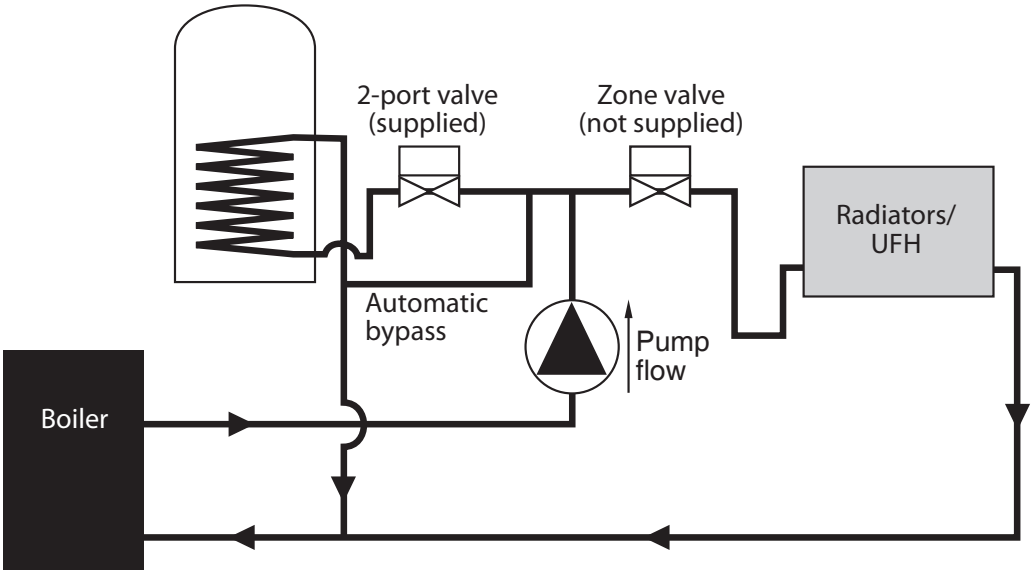 2-port valve
(supplied)
Zone valve
(not supplied)
Radiators/
UFH
Automatic
bypass
Pump
flow
Boiler